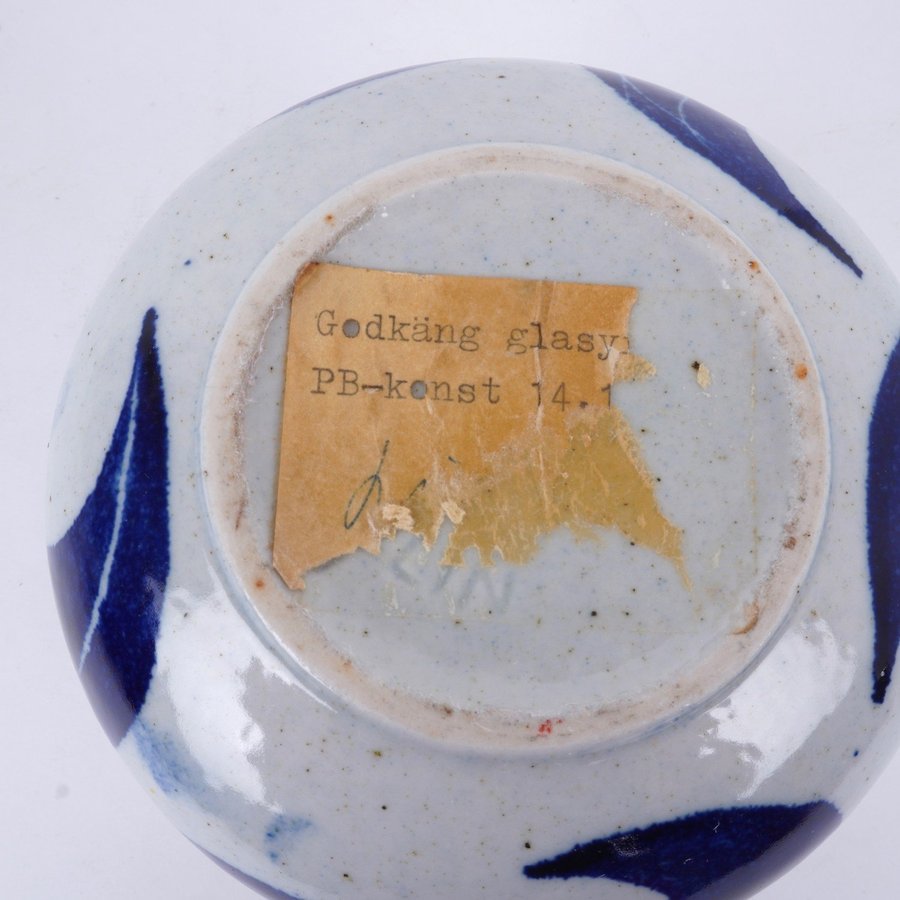 Godkäng glasy
PB-konst 14.1